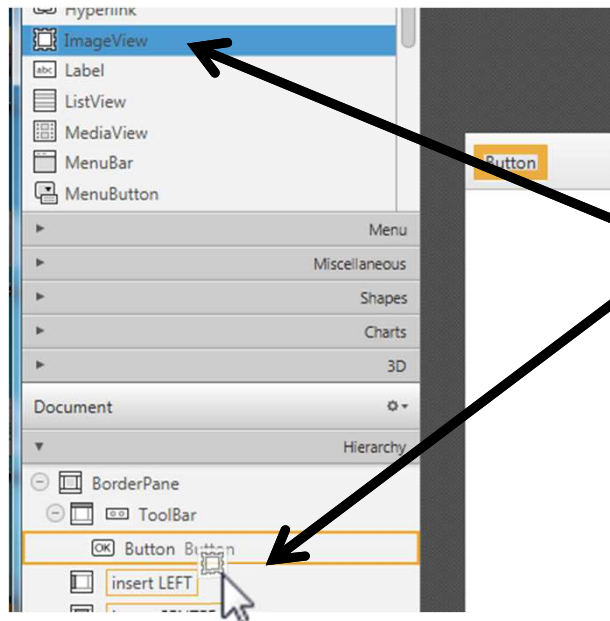 Hyperlink
ImageView
abc Label
ListView
MediaView
MenuBar
MenuButton
Menu
Miscellaneous
Shapes
Charts
3D
Document
Hierarchy
BorderPane
ToolBar
OK Button Button
insert LEFT
Button